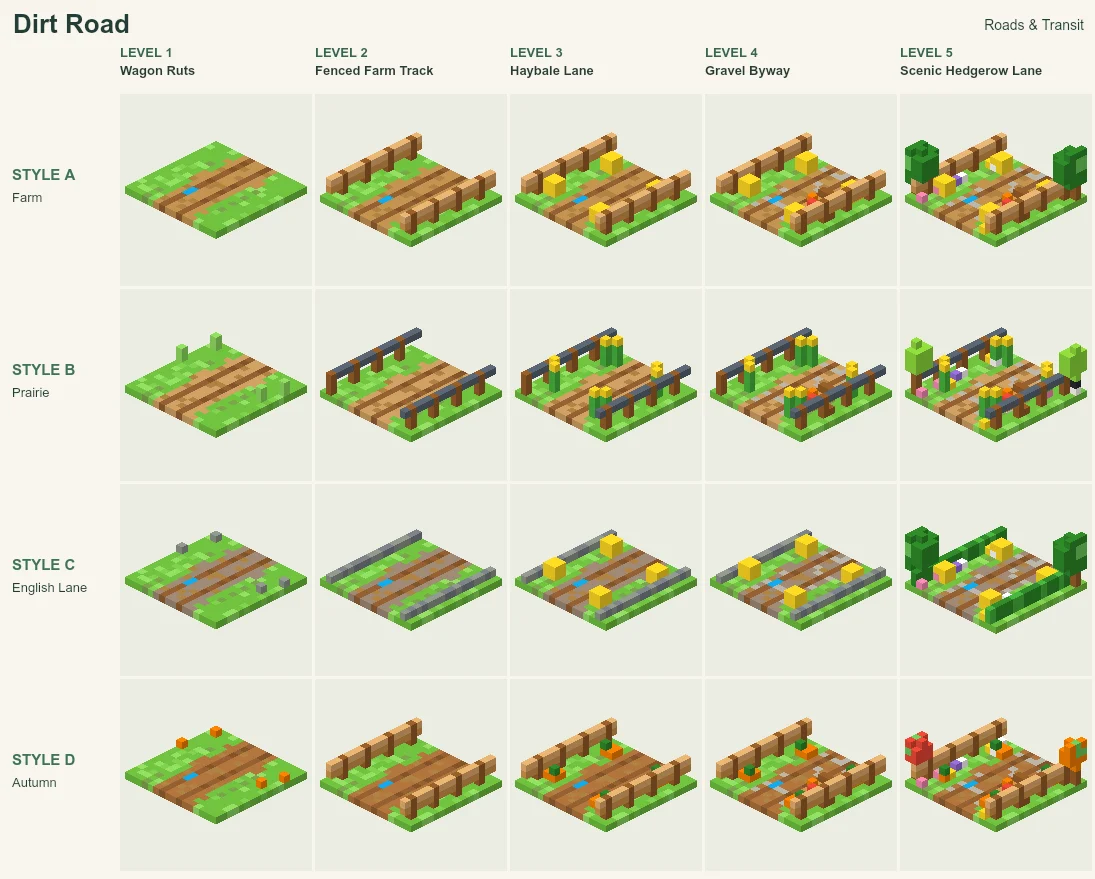 Dirt Road
Roads & Transit
LEVEL 1
Wagon Ruts
LEVEL 2
Fenced Farm Track
LEVEL 3
Haybale Lane
LEVEL 4
Gravel Byway
LEVEL 5
Scenic Hedgerow Lane
STYLE A
Farm
STYLE B
Prairie
STYLE C
English Lane
STYLE D
Autumn